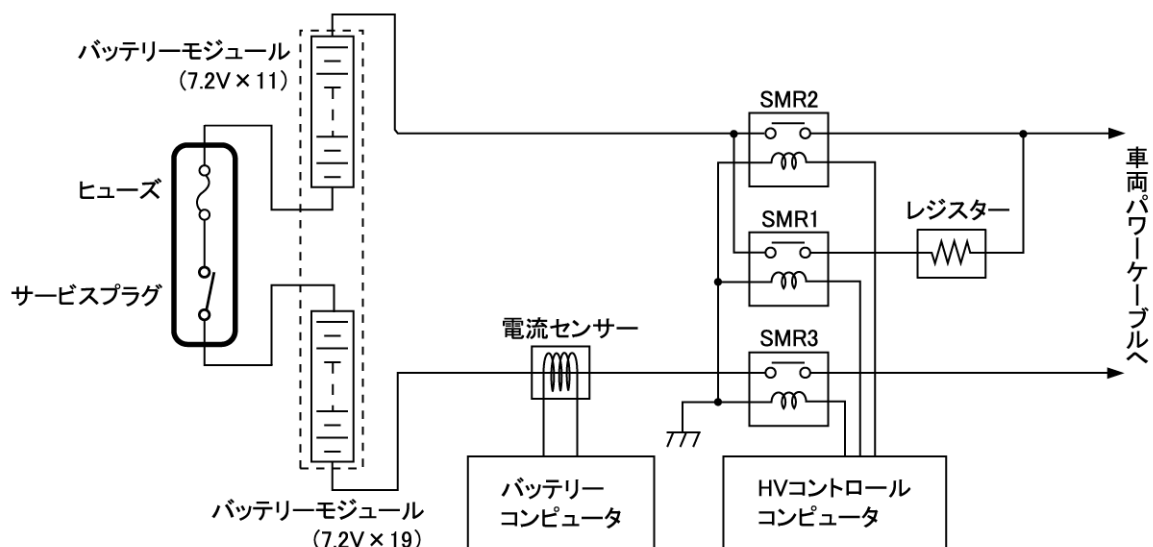 バッテリーモジュール
(7.2V×11)
SMR2
ヒューズ
サービスプラグ
SMR1
レジスター
車両パワーケーブルへ
電流センサー
SMR3
バッテリーモジュール
(7.2V×19)
バッテリー
コンピュータ
HVコントロール
コンピュータ